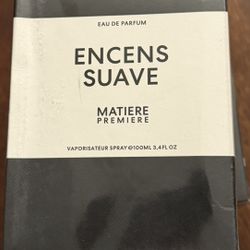 EAU DE PARFUM
ENCENS
SUAVE
MATIERE
PREMIERE
VAPORISATEUR SPRAY ℮100ML 3,4FL OZ